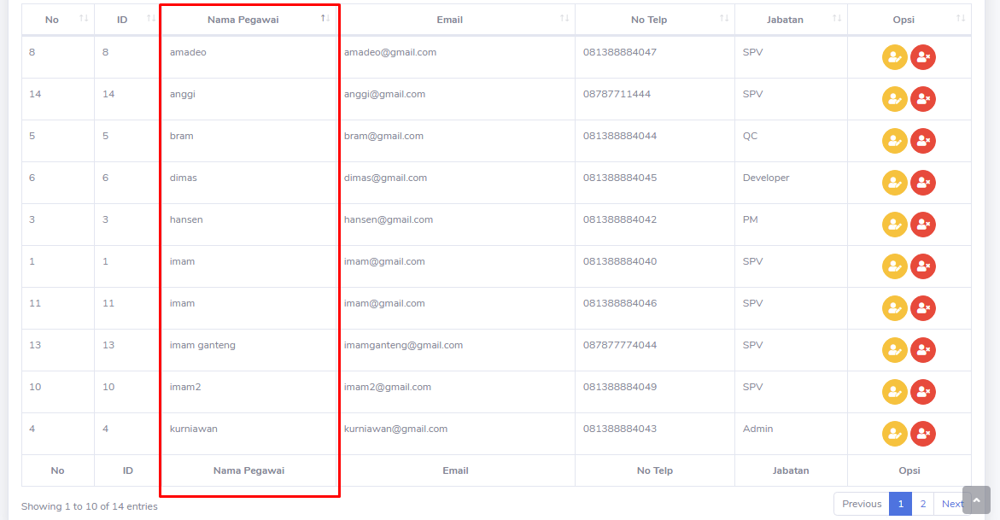 No ID Nama Pegawai Email No Telp Jabatan Opsi
8 8 amadeo amadeo@gmail.com 081388884047 SPV
14 14 anggi anggi@gmail.com 08787711444 SPV
5 5 bram bram@gmail.com 081388884044 QC
6 6 dimas dimas@gmail.com 081388884045 Developer
3 3 hansen hansen@gmail.com 081388884042 PM
1 1 imam imam@gmail.com 081388884040 SPV
11 11 imam imam@gmail.com 081388884046 SPV
13 13 imam ganteng imamganteng@gmail.com 087877774044 SPV
10 10 imam2 imam2@gmail.com 081388884049 SPV
4 4 kurniawan kurniawan@gmail.com 081388884043 Admin
No ID Nama Pegawai Email No Telp Jabatan Opsi
Showing 1 to 10 of 14 entries Previous 1 2 Next